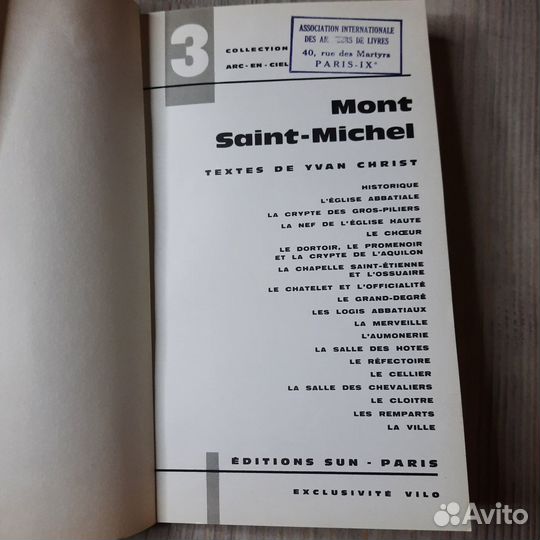 3
COLLECTION
ARC-EN-CIEL
ASSOCIATION INTERNATIONALE
DES DE LIVRES
40, rue des Martyrs
PARIS-IXe
Mont
Saint-Michel
TEXTES DE YVAN CHRIST
HISTORIQUE
L'ÉGLISE ABBATIALE
LA CRYPTE DES GROS-PILIERS
LA NEF DE L'ÉGLISE HAUTE
LE CHŒUR
LE DORTOIR, LE PROMENOIR
ET LA CRYPTE DE L'AQUILON
LA CHAPELLE SAINT-ÉTIENNE
ET L'OSSUAIRE
LE CHATELET ET L'OFFICIALITÉ
LE GRAND-DEGRÉ
LES LOGIS ABBATIAUX
LA MERVEILLE
L'AUMONERIE
LA SALLE DES HOTES
LE RÉFECTOIRE
LE CELLIER
LA SALLE DES CHEVALIERS
LE CLOITRE
LES REMPARTS
LA VILLE
ÉDITIONS SUN - PARIS
EXCLUSIVITÉ VILO
Avito